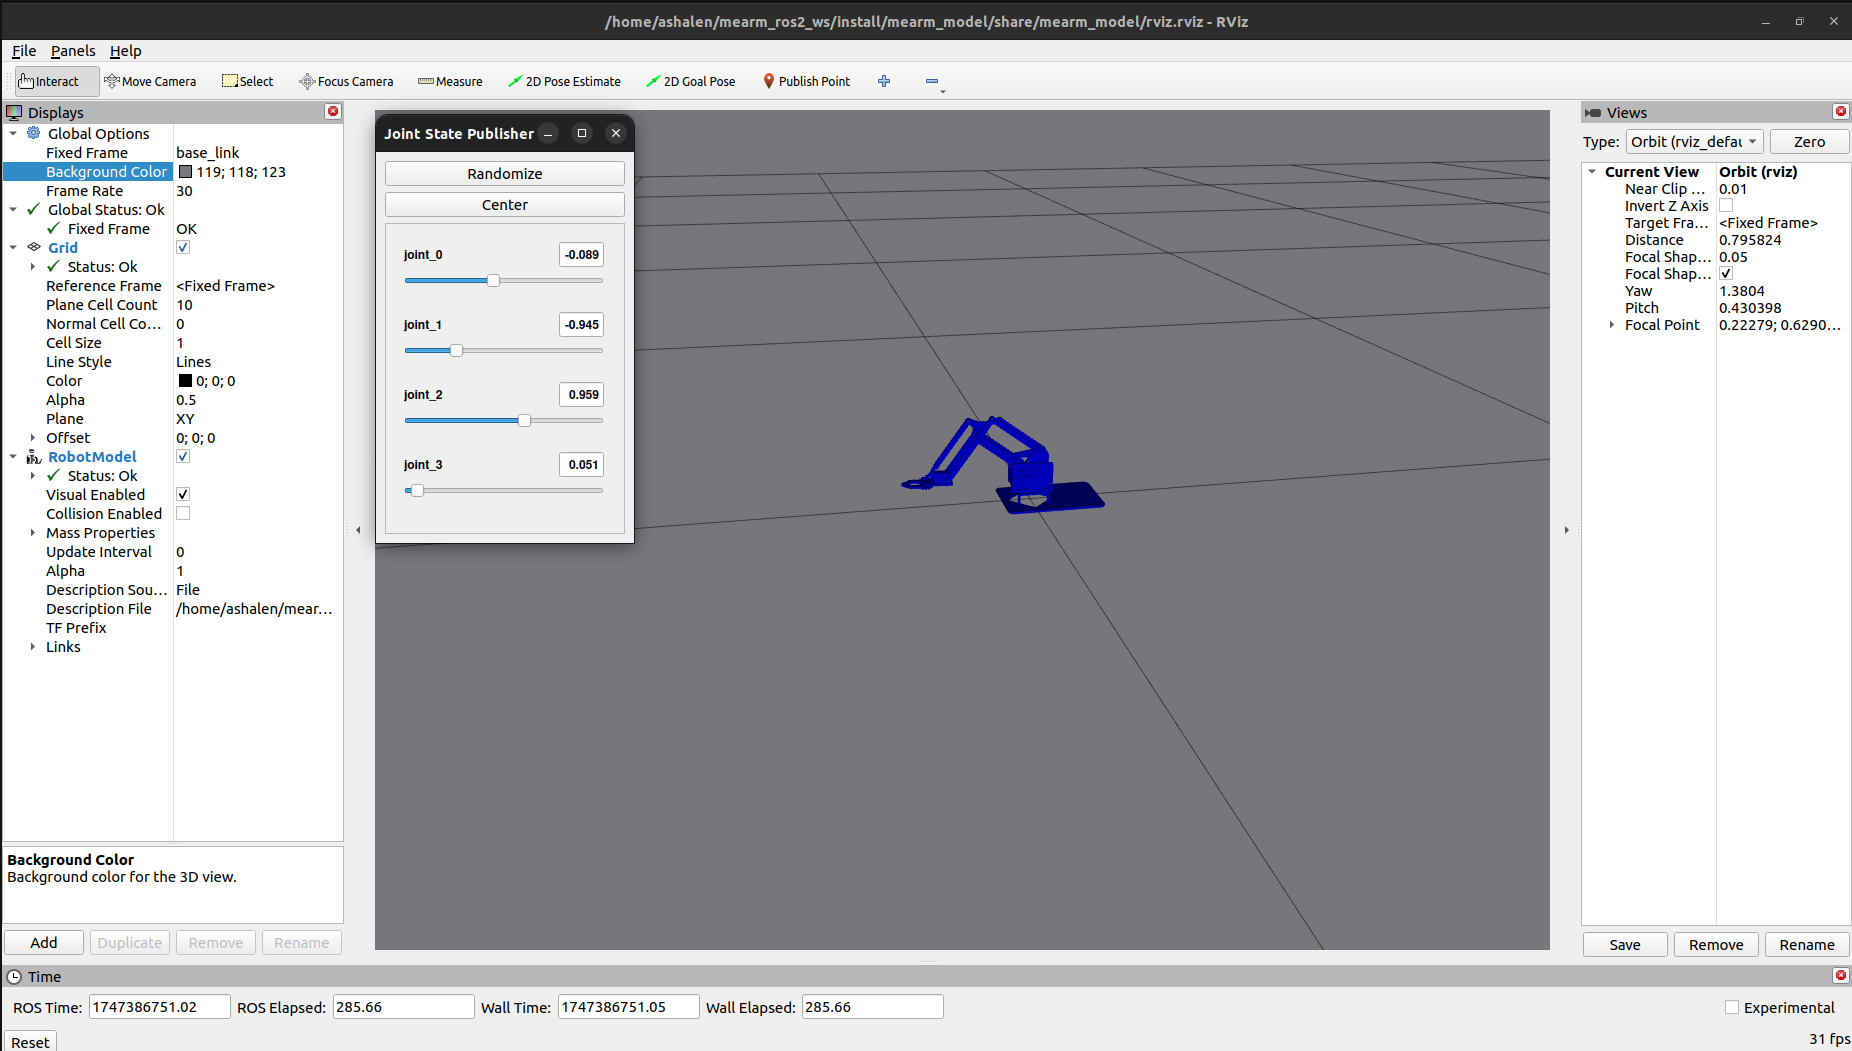 /home/ashalen/mearm_ros2_ws/install/mearm_model/share/mearm_model/rviz.rviz - RViz
File Panels Help
Interact Move Camera Select Focus Camera Measure 2D Pose Estimate 2D Goal Pose Publish Point
Displays
Global Options
Fixed Frame base_link
Background Color 119; 118; 123
Frame Rate 30
Global Status: Ok
Fixed Frame OK
Grid
Status: Ok
Reference Frame <Fixed Frame>
Plane Cell Count 10
Normal Cell Co... 0
Cell Size 1
Line Style Lines
Color 0; 0; 0
Alpha 0.5
Plane XY
Offset 0; 0; 0
RobotModel
Status: Ok
Visual Enabled
Collision Enabled
Mass Properties
Update Interval 0
Alpha 1
Description Sou... File
Description File /home/ashalen/mear...
TF Prefix
Links
Background Color
Background color for the 3D view.
Add Duplicate Remove Rename
Joint State Publisher
Randomize
Center
joint_0 -0.089
joint_1 -0.945
joint_2 0.959
joint_3 0.051
Views
Type: Orbit (rviz_defau Zero
Current View Orbit (rviz)
Near Clip ... 0.01
Invert Z Axis
Target Fra... <Fixed Frame>
Distance 0.795824
Focal Shap... 0.05
Focal Shap...
Yaw 1.3804
Pitch 0.430398
Focal Point 0.22279; 0.6290...
Save Remove Rename
Time
ROS Time: 1747386751.02 ROS Elapsed: 285.66 Wall Time: 1747386751.05 Wall Elapsed: 285.66 Experimental
Reset 31 fps